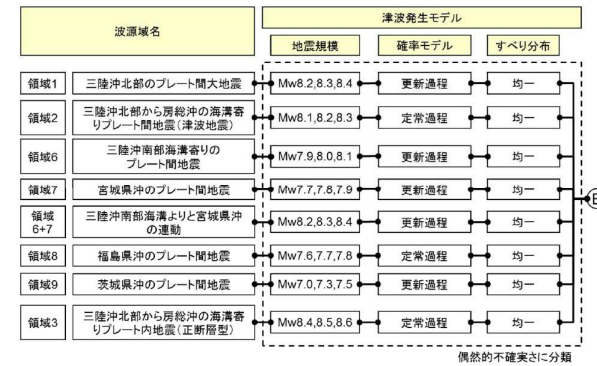 波源域名
津波発生モデル
地震規模
確率モデル
すべり分布
領域1
三陸沖北部のプレート間大地震
Mw8.2,8.3,8.4
更新過程
均一
領域2
三陸沖北部から房総沖の海溝寄
りプレート間地震(津波地震)
Mw8.1,8.2,8.3
定常過程
均一
領域6
三陸沖南部海溝寄りの
プレート間地震
Mw7.9,8.0,8.1
更新過程
均一
領域7
宮城県沖のプレート間地震
Mw7.7,7.8,7.9
更新過程
均一
領域
6+7
三陸沖南部海溝よりと宮城県沖
の連動
Mw8.2,8.3,8.4
更新過程
均一
領域8
福島県沖のプレート間地震
Mw7.6,7.7,7.8
定常過程
均一
領域9
茨城県沖のプレート間地震
Mw7.0,7.3,7.5
更新過程
均一
領域3
三陸沖北部から房総沖の海溝寄
りプレート内地震(正断層型)
Mw8.4,8.5,8.6
定常過程
均一
偶然的不確実さに分類